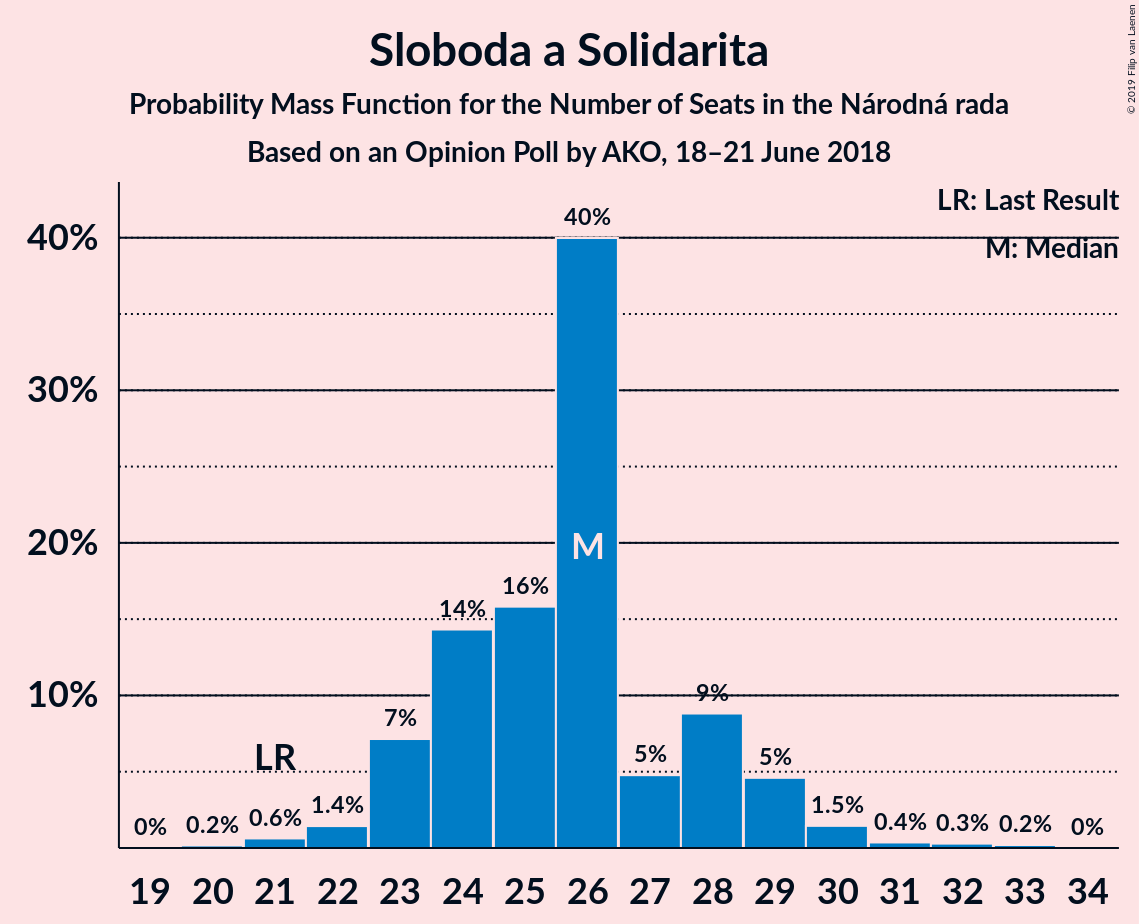 Sloboda a Solidarita
Probability Mass Function for the Number of Seats in the Národná rada
Based on an Opinion Poll by AKO, 18–21 June 2018
© 2019 Filip van Laenen
LR: Last Result
M: Median
40%
30%
20%
10%
0%
0.2%
0.6%
1.4%
7%
14%
16%
40%
5%
9%
5%
1.5%
0.4%
0.3%
0.2%
0%
LR
M
19 20 21 22 23 24 25 26 27 28 29 30 31 32 33 34